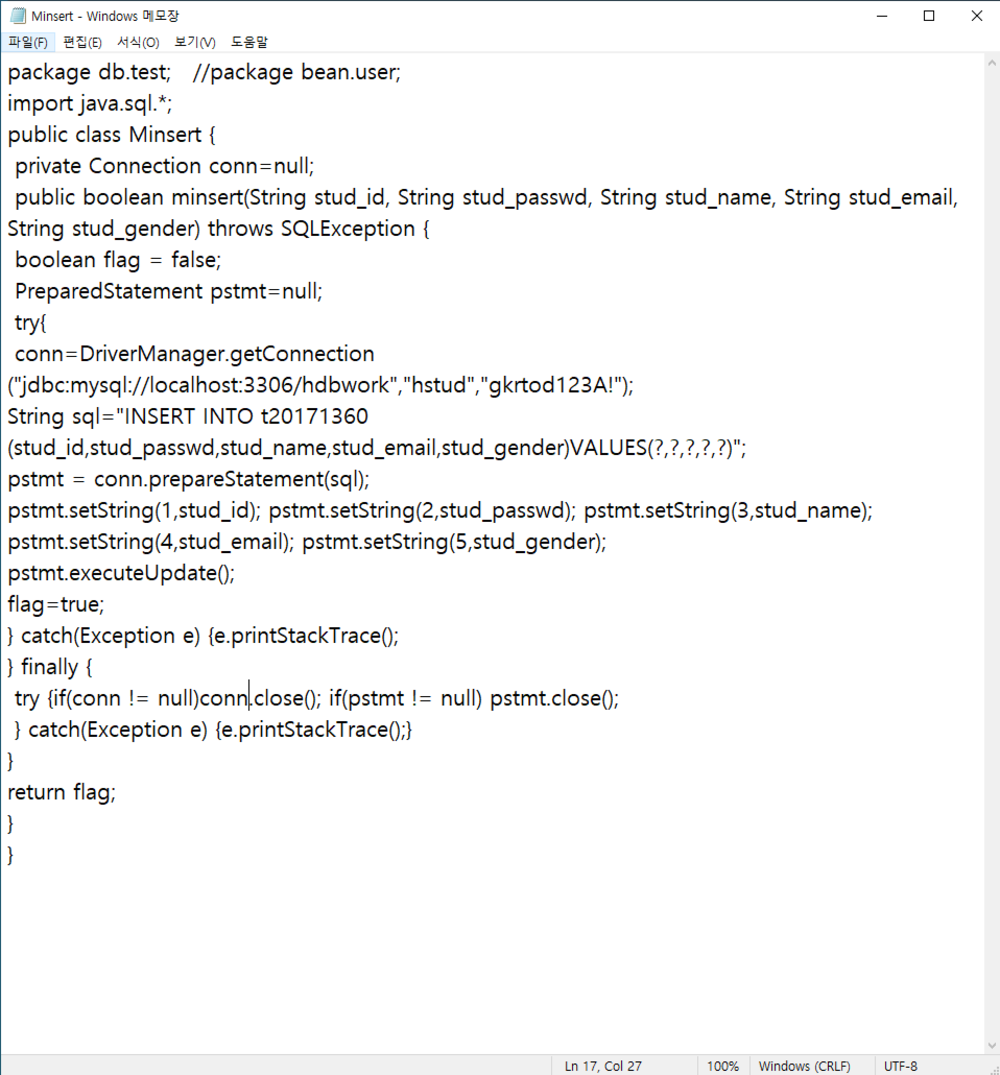 Minsert - Windows 메모장
파일(F) 편집(E) 서식(O) 보기(V) 도움말
package db.test;   //package bean.user;
import java.sql.*;
public class Minsert {
 private Connection conn=null;
 public boolean minsert(String stud_id, String stud_passwd, String stud_name, String stud_email,
String stud_gender) throws SQLException {
 boolean flag = false;
 PreparedStatement pstmt=null;
 try{
 conn=DriverManager.getConnection
("jdbc:mysql://localhost:3306/hdbwork","hstud","gkrtod123A!");
String sql="INSERT INTO t20171360
(stud_id,stud_passwd,stud_name,stud_email,stud_gender)VALUES(?,?,?,?,?)";
pstmt = conn.prepareStatement(sql);
pstmt.setString(1,stud_id); pstmt.setString(2,stud_passwd); pstmt.setString(3,stud_name);
pstmt.setString(4,stud_email); pstmt.setString(5,stud_gender);
pstmt.executeUpdate();
flag=true;
} catch(Exception e) {e.printStackTrace();
} finally {
 try {if(conn != null)conn.close(); if(pstmt != null) pstmt.close();
 } catch(Exception e) {e.printStackTrace();}
}
return flag;
}
}
Ln 17, Col 27 100% Windows (CRLF) UTF-8